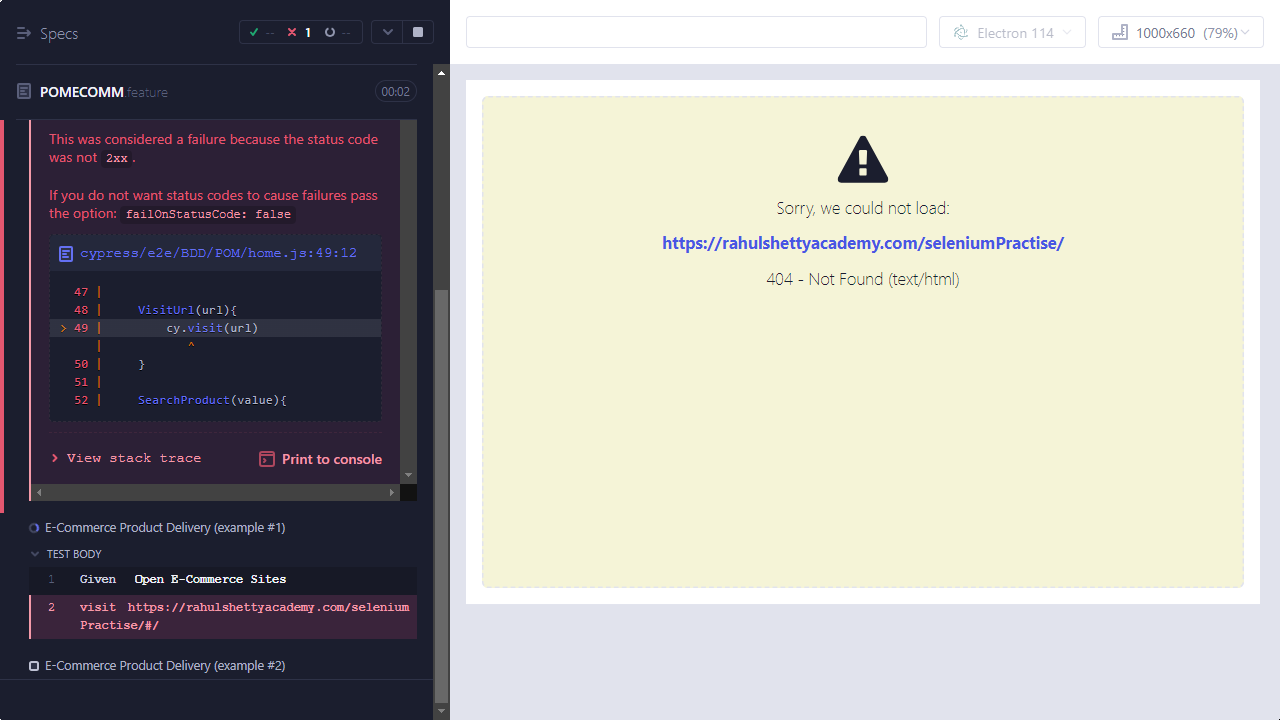 Specs
-- 1 --
Electron 114
1000x660 (79%)
POMECOMM.feature
00:02
This was considered a failure because the status code
was not 2xx.
If you do not want status codes to cause failures pass
the option: failOnStatusCode: false
cypress/e2e/BDD/POM/home.js:49:12
47 |
48 | VisitUrl(url){
> 49 | cy.visit(url)
| ^
50 | }
51 |
52 | SearchProduct(value){
> View stack trace
Print to console
E-Commerce Product Delivery (example #1)
TEST BODY
1 Given Open E-Commerce Sites
2 visit https://rahulshettyacademy.com/selenium
Practise/#/
E-Commerce Product Delivery (example #2)
Sorry, we could not load:
https://rahulshettyacademy.com/seleniumPractise/
404 - Not Found (text/html)